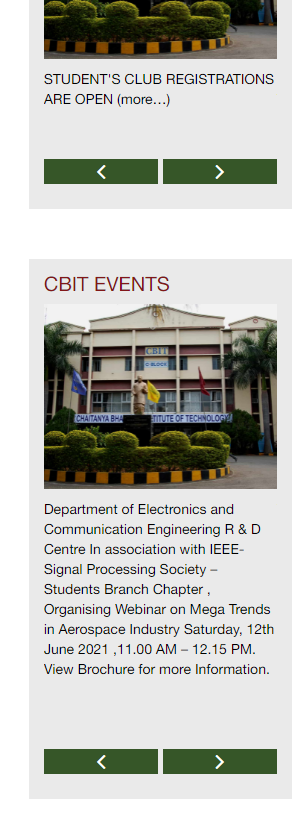 STUDENT'S CLUB REGISTRATIONS
ARE OPEN (more…)
CBIT EVENTS
CBIT
C BLOCK
CHAITANYA BHA TITUTE OF TECHNOLOGY
Department of Electronics and
Communication Engineering R & D
Centre In association with IEEE-
Signal Processing Society –
Students Branch Chapter ,
Organising Webinar on Mega Trends
in Aerospace Industry Saturday, 12th
June 2021 ,11.00 AM – 12.15 PM.
View Brochure for more Information.